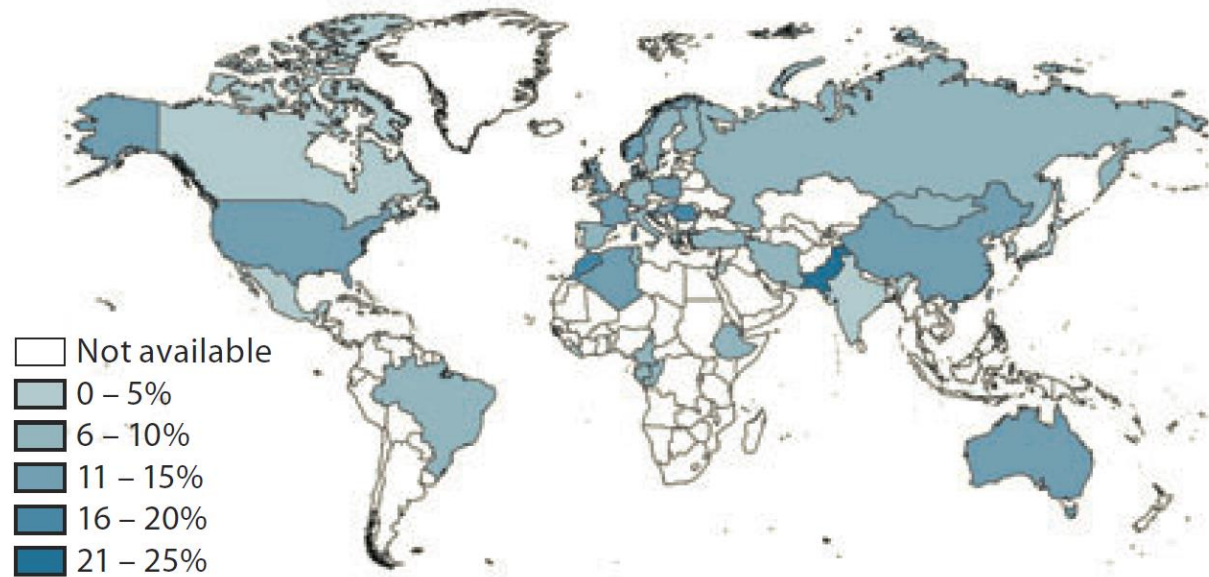 Not available
0 – 5%
6 – 10%
11 – 15%
16 – 20%
21 – 25%